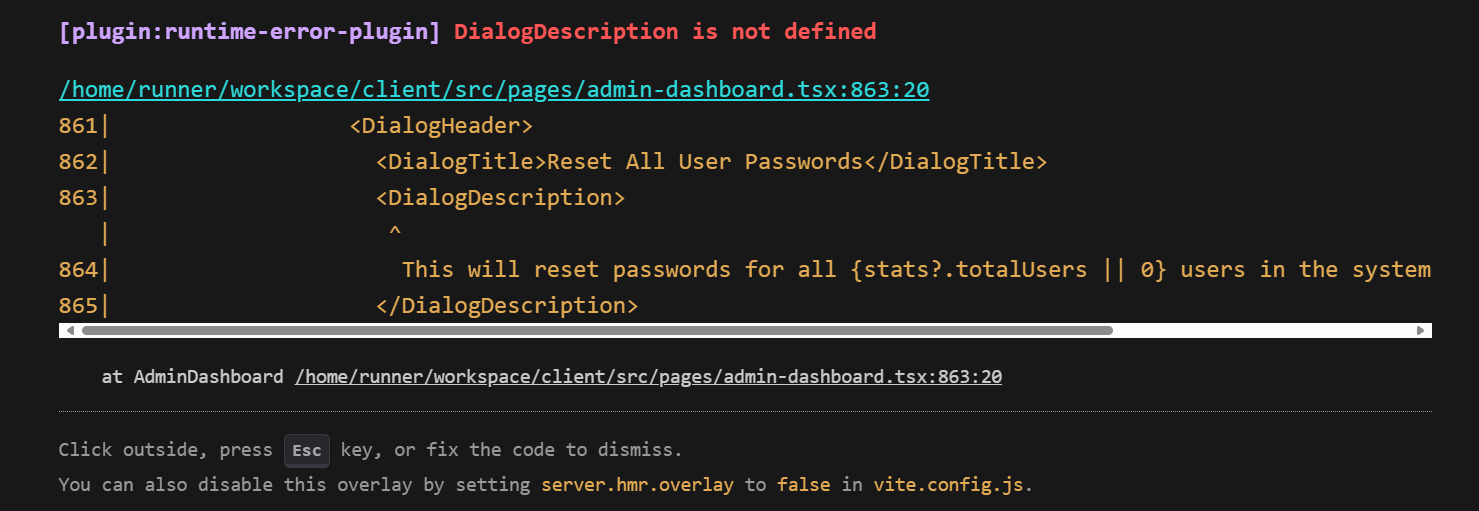 [plugin:runtime-error-plugin] DialogDescription is not defined
/home/runner/workspace/client/src/pages/admin-dashboard.tsx:863:20
861|                  <DialogHeader>
862|                    <DialogTitle>Reset All User Passwords</DialogTitle>
863|                    <DialogDescription>
   |                     ^
864|                      This will reset passwords for all {stats?.totalUsers || 0} users in the system
865|                    </DialogDescription>
at AdminDashboard /home/runner/workspace/client/src/pages/admin-dashboard.tsx:863:20
Click outside, press Esc key, or fix the code to dismiss.
You can also disable this overlay by setting server.hmr.overlay to false in vite.config.js.